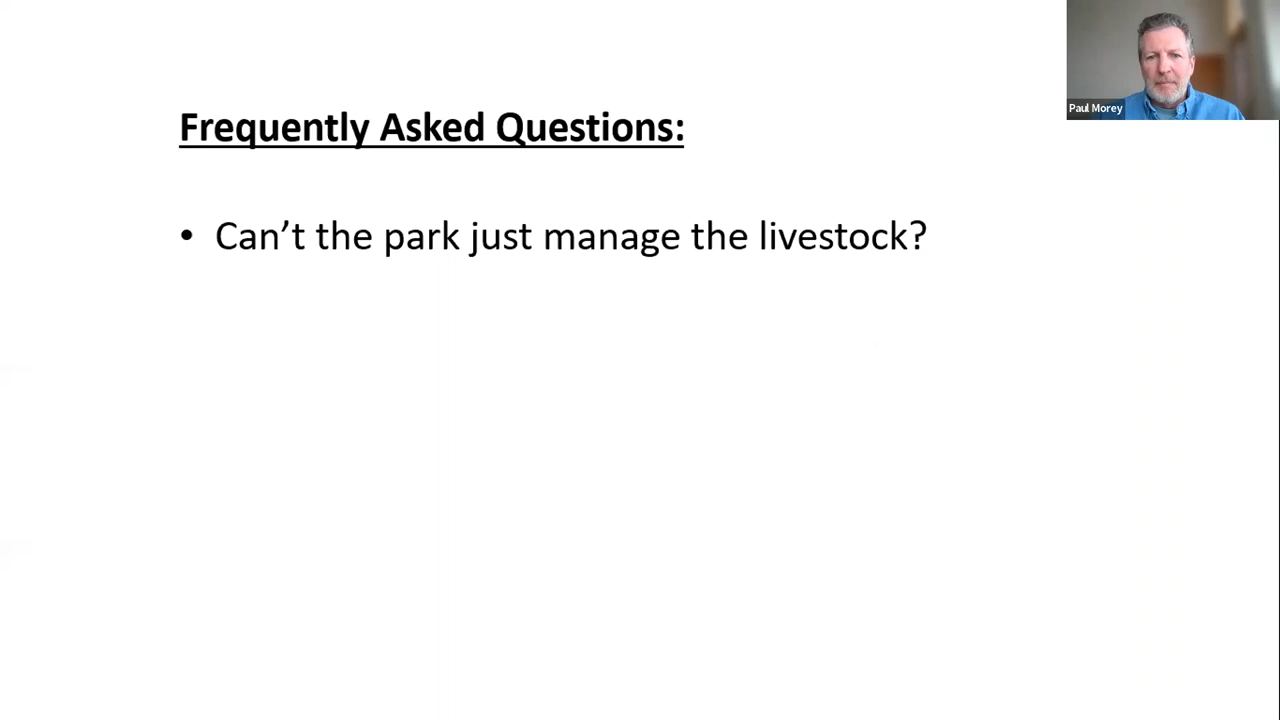 Paul Morey
Frequently Asked Questions:
• Can’t the park just manage the livestock?